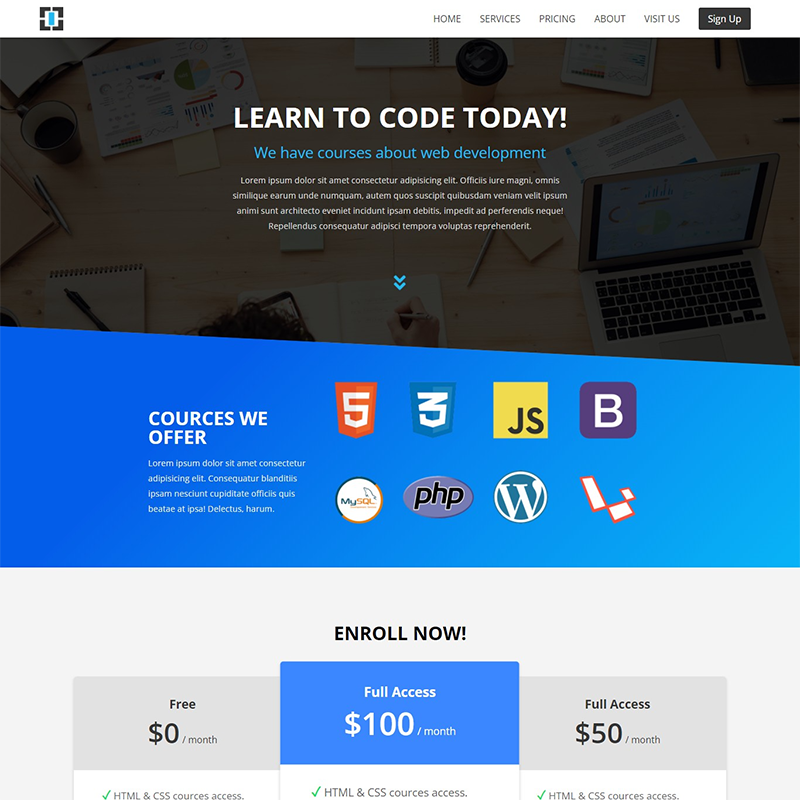 HOME SERVICES PRICING ABOUT VISIT US Sign Up
LEARN TO CODE TODAY!
We have courses about web development
Lorem ipsum dolor sit amet consectetur adipisicing elit. Officiis iure magni, omnis
similique earum unde numquam, autem quos suscipit quibusdam veniam velit ipsum
animi sunt architecto eveniet incidunt ipsam debitis, impedit ad perferendis neque!
Repellendus consequatur adipisci tempora voluptas reprehenderit.
COURCES WE
OFFER
Lorem ipsum dolor sit amet consectetur
adipisicing elit. Consequatur blanditiis
ipsam nesciunt cupiditate officiis quis
beatae at ipsa! Delectus, harum.
5 3 JS B
MySQL php W
ENROLL NOW!
Free
$0 / month
HTML & CSS cources access.
Full Access
$100 / month
HTML & CSS cources access.
Full Access
$50 / month
HTML & CSS cources access.